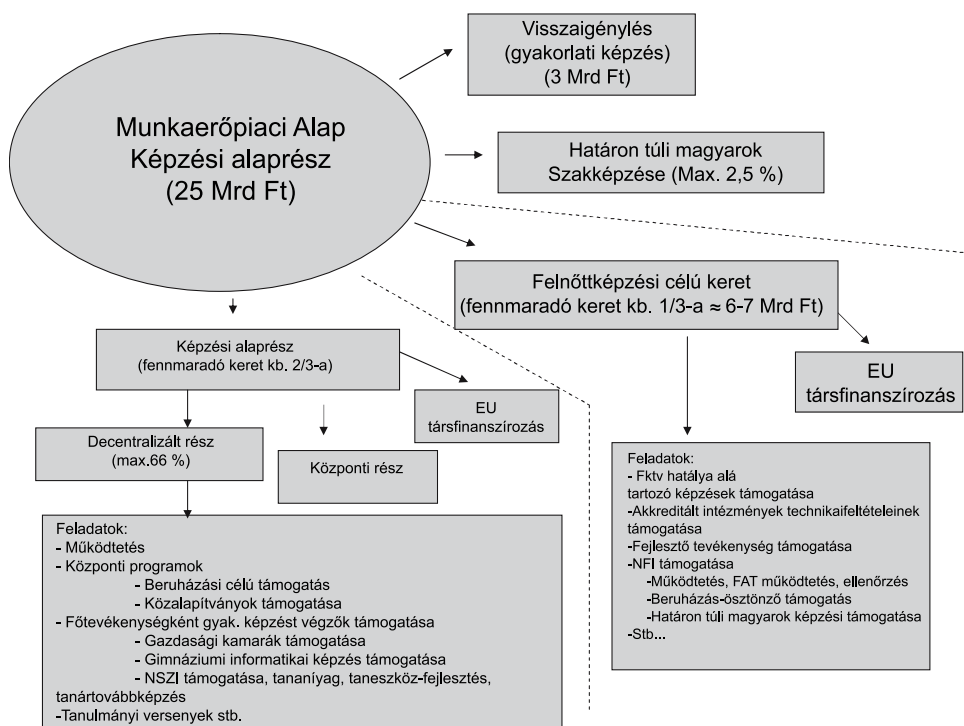 Munkaerőpiaci Alap
Képzési alaprész
(25 Mrd Ft)
Visszaigénylés
(gyakorlati képzés)
(3 Mrd Ft)
Határon túli magyarok
Szakképzése (Max. 2,5 %)
Felnőttképzési célú keret
(fennmaradó keret kb. 1/3-a ≈ 6-7 Mrd Ft)
EU
társfinanszírozás
Képzési alaprész
(fennmaradó keret kb. 2/3-a)
EU
társfinanszírozás
Decentralizált rész
(max.66 %)
Központi rész
Feladatok:
- Működtetés
- Központi programok
- Beruházási célú támogatás
- Közalapítványok támogatása
- Főtevékenységként gyak. képzést végzők támogatása
- Gazdasági kamarák támogatása
- Gimnáziumi informatikai képzés támogatása
- NSZI támogatása, tananíyag, taneszköz-fejlesztés,
tanártovábbképzés
-Tanulmányi versenyek stb.
Feladatok:
- Fktv hatálya alá
tartozó képzések támogatása
-Akkreditált intézmények technikaifeltételeinek
támogatása
-Fejlesztő tevékenység támogatása
-NFI támogatása
-Működtetés, FAT működtetés, ellenőrzés
-Beruházás-ösztönző támogatás
-Határon túli magyarok képzési támogatása
-Stb...